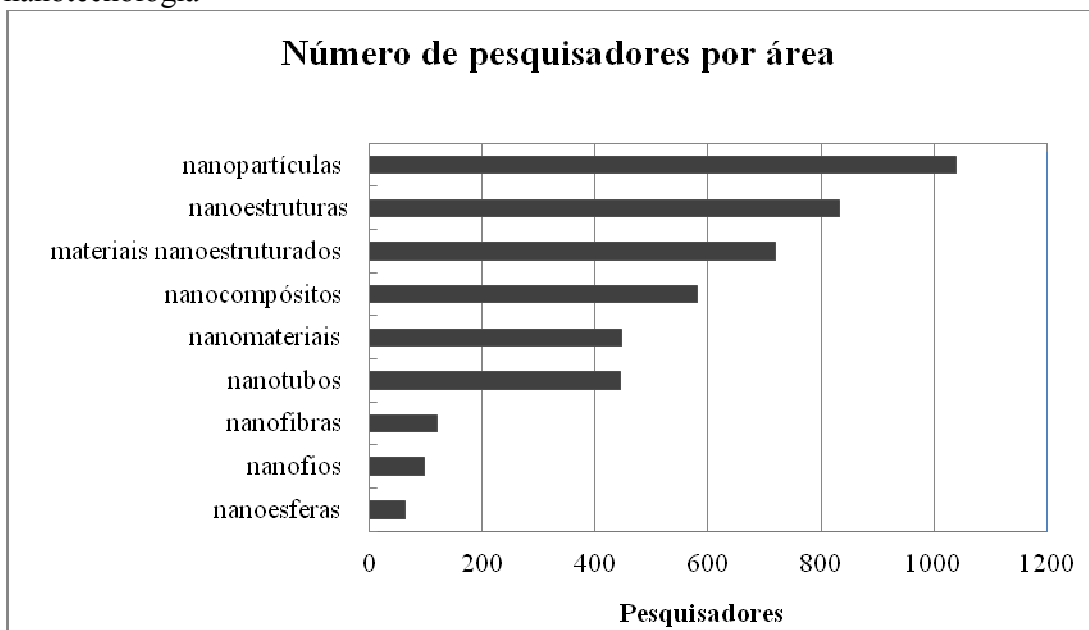 nanotecnologia
Número de pesquisadores por área
nanopartículas
nanoestruturas
materiais nanoestruturados
nanocompósitos
nanomateriais
nanotubos
nanofibras
nanofios
nanoesferas
0 200 400 600 800 1000 1200
Pesquisadores